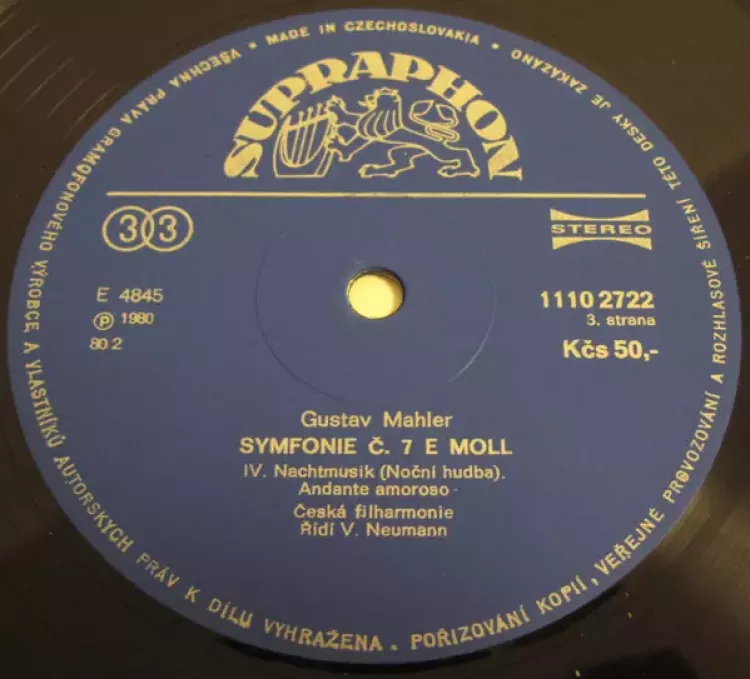 VŠECHNA PRÁVA GRAMOFONOVÉHO VÝROBCE A VLASTNÍKŮ AUTORSKÝCH PRÁV K DÍLU VYHRAŽENA. POŘIZOVÁNÍ KOPIÍ, VEŘEJNÉ PROVOZOVÁNÍ A ROZHLASOVÉ ŠÍŘENÍ TÉTO DESKY JE ZAKÁZÁNO
• MADE IN CZECHOSLOVAKIA •
SUPRAPHON
33
STEREO
E 4845
℗ 1980
80 2
1110 2722
3. strana
Kčs 50,-
Gustav Mahler
SYMFONIE Č. 7 E MOLL
IV. Nachtmusik (Noční hudba).
Andante amoroso
Česká filharmonie
Řídí V. Neumann